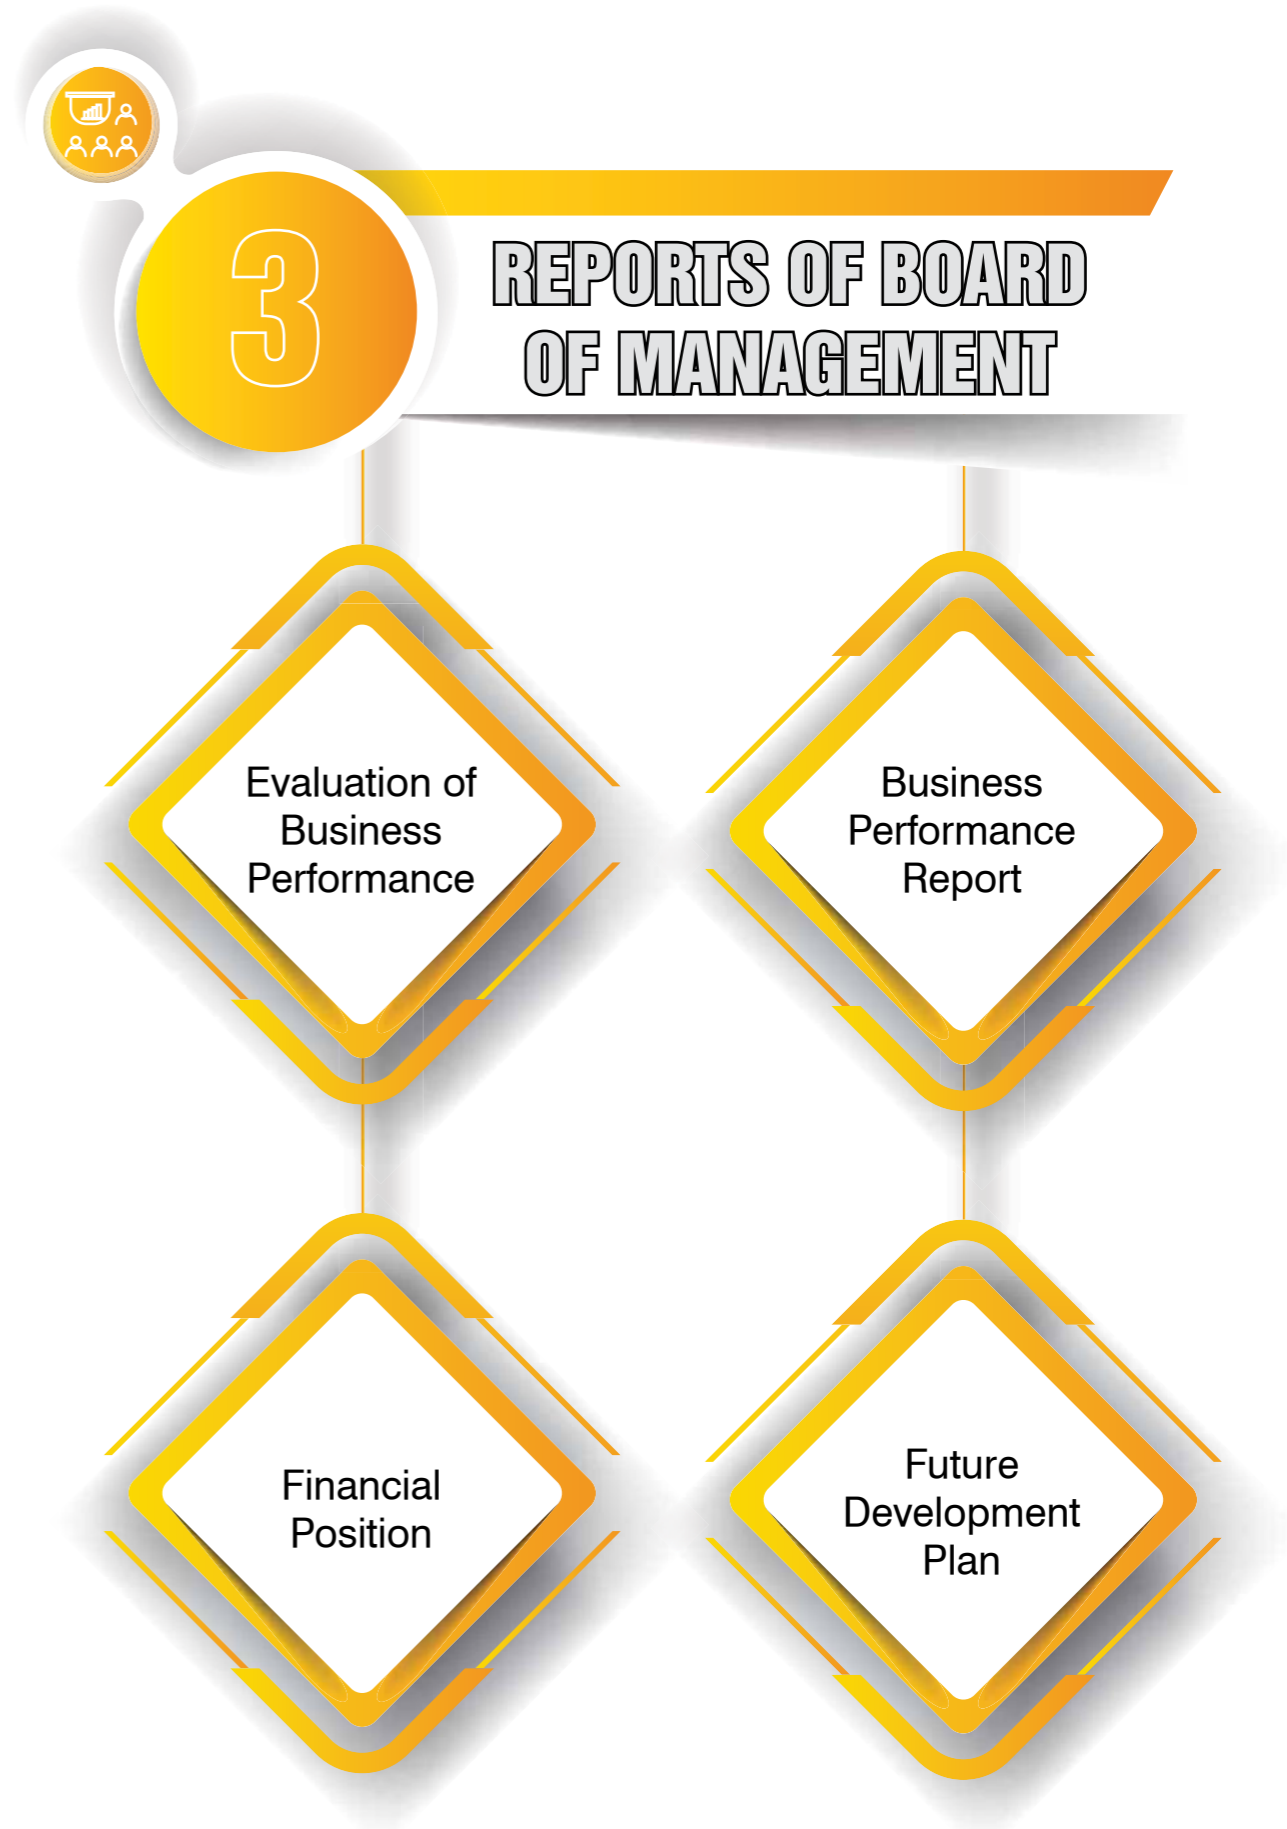 3
REPORTS OF BOARD
OF MANAGEMENT
Evaluation of
Business
Performance
Business
Performance
Report
Financial
Position
Future
Development
Plan